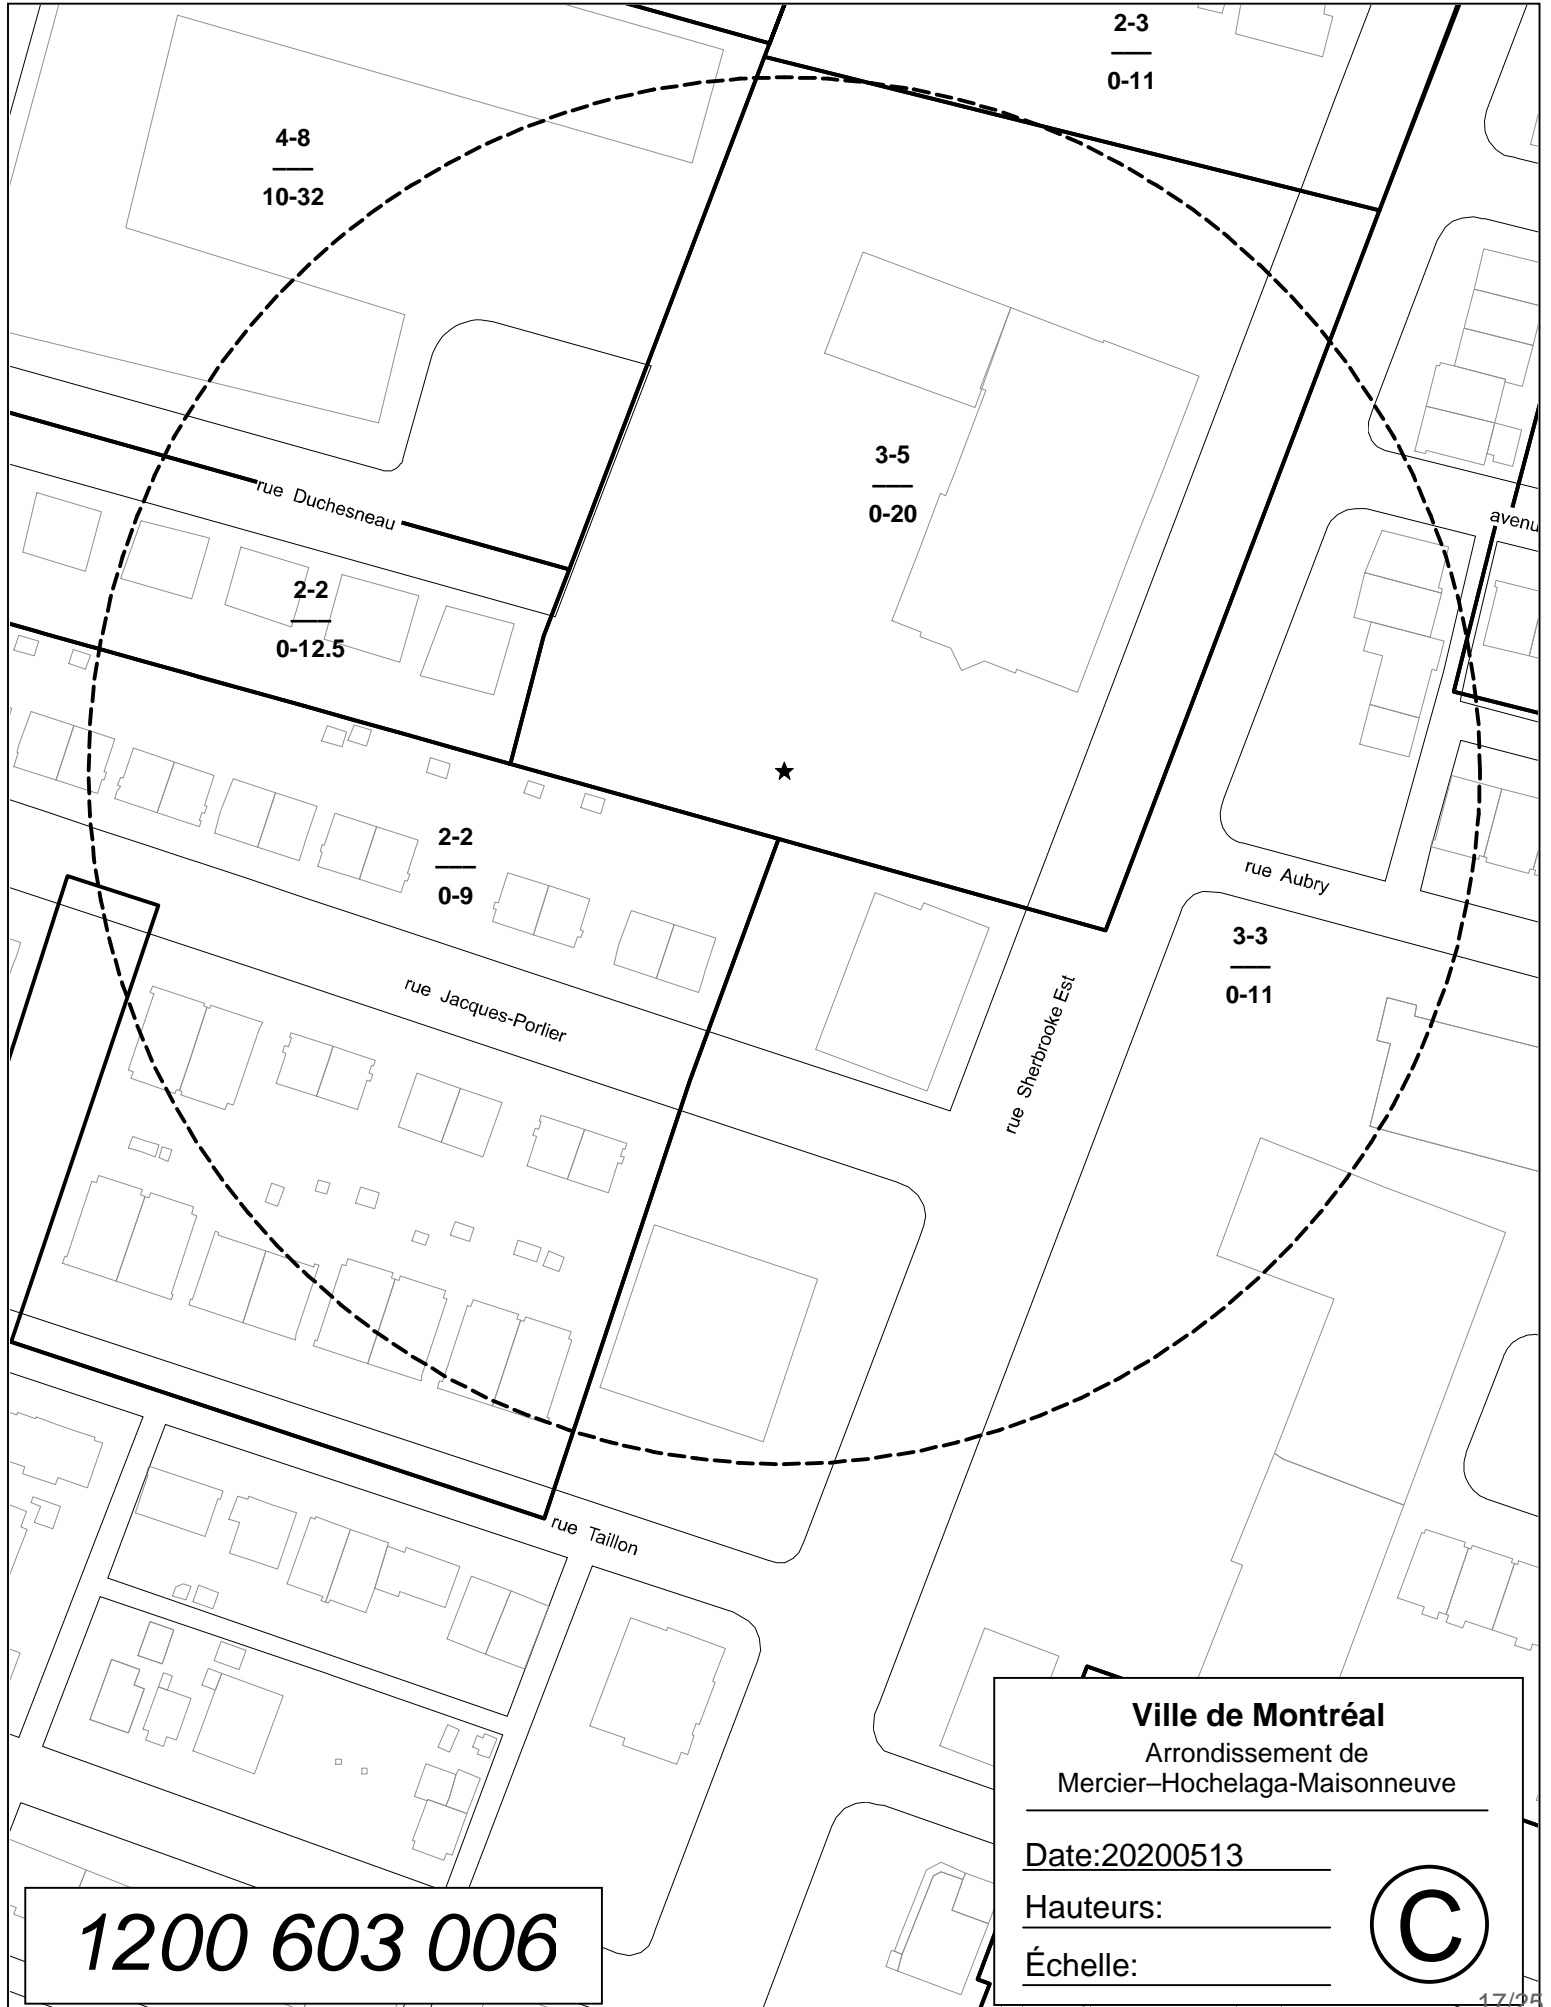 2-3
0-11
4-8
10-32
3-5
0-20
rue Duchesneau
avenu
2-2
0-12.5
2-2
0-9
rue Aubry
3-3
0-11
rue Jacques-Porlier
rue Sherbrooke Est
rue Taillon
Ville de Montréal
Arrondissement de
Mercier–Hochelaga-Maisonneuve
Date:20200513
Hauteurs:
Échelle:
C
1200 603 006
17/25